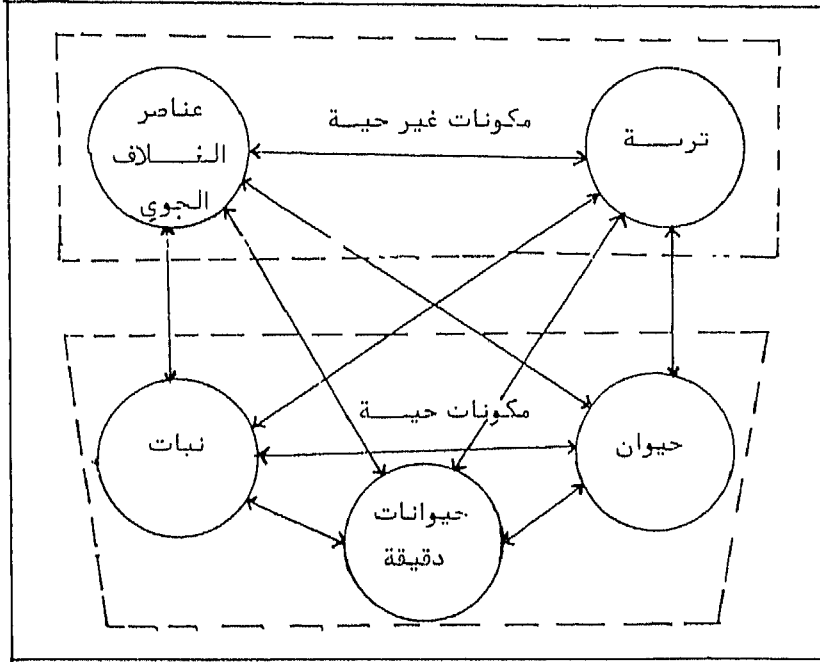 عناصر
الغلاف
الجوي
مكونات غير حية
تربة
مكونات حية
نبات
حيوان
حيوانات
دقيقة